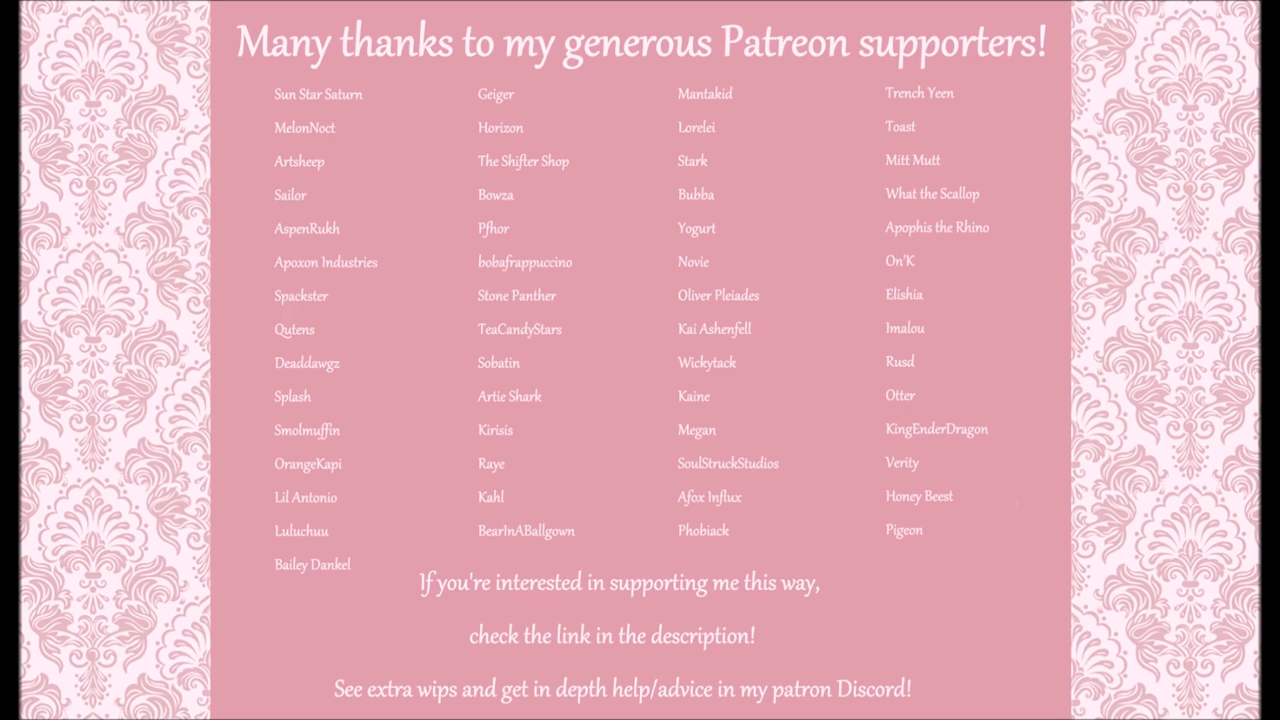 Many thanks to my generous Patreon supporters!
Sun Star Saturn
MelonNoct
Artsheep
Sailor
AspenRukh
Apoxon Industries
Spackster
Qutens
Deaddawgz
Splash
Smolmuffin
OrangeKapi
Lil Antonio
Luluchuu
Bailey Dankel
Geiger
Horizon
The Shifter Shop
Bowza
Pfhor
bobafrappuccino
Stone Panther
TeaCandyStars
Sobatin
Artie Shark
Kirisis
Raye
Kahl
BearInABallgown
Mantakid
Lorelei
Stark
Bubba
Yogurt
Novie
Oliver Pleiades
Kai Ashenfell
Wickytack
Kaine
Megan
SoulStruckStudios
Afox Influx
Phobiack
Trench Yeen
Toast
Mitt Mutt
What the Scallop
Apophis the Rhino
On'K
Elishia
Imalou
Rusd
Otter
KingEnderDragon
Verity
Honey Beest
Pigeon
If you're interested in supporting me this way,
check the link in the description!
See extra wips and get in depth help/advice in my patron Discord!